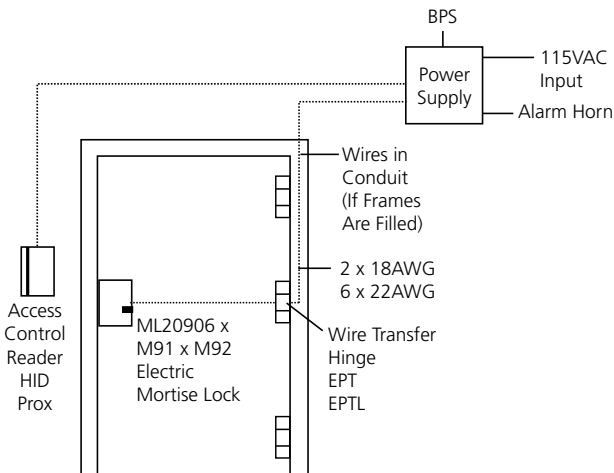 BPS
Power
Supply
115VAC
Input
Alarm Horn
Wires in
Conduit
(If Frames
Are Filled)
2 x 18AWG
6 x 22AWG
Access
Control
Reader
HID
Prox
ML20906 x
M91 x M92
Electric
Mortise Lock
Wire Transfer
Hinge
EPT
EPTL